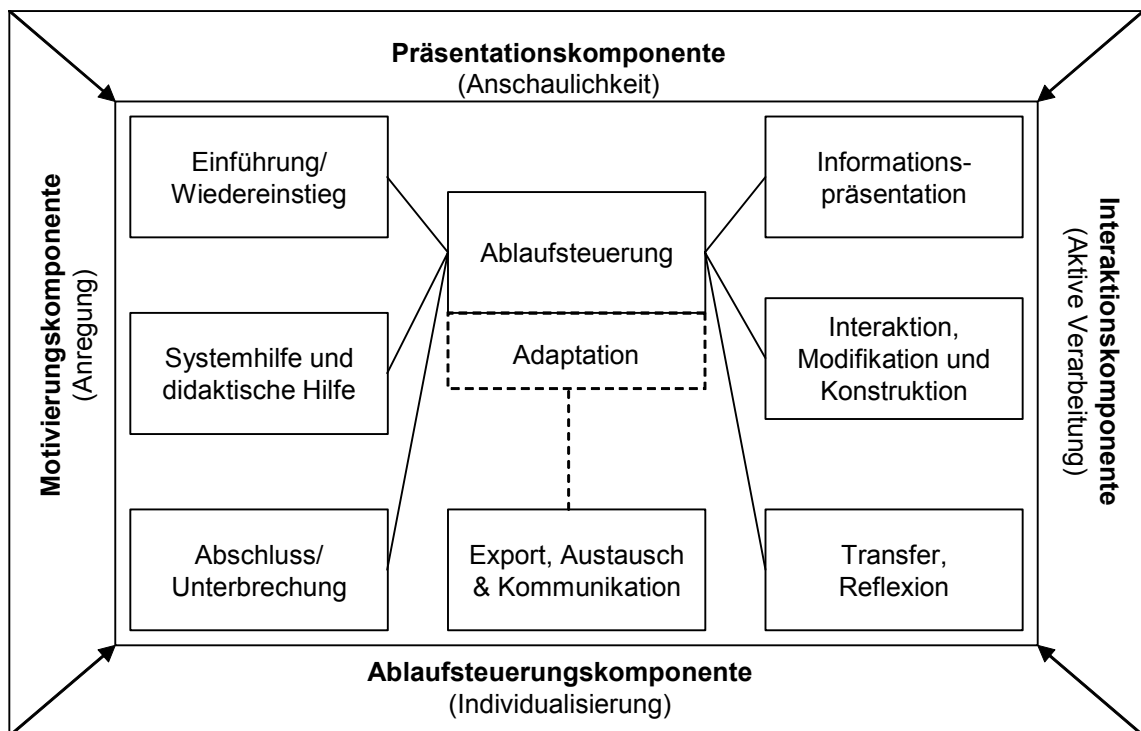 Präsentationskomponente
(Anschaulichkeit)
Motivierungskomponente
(Anregung)
Einführung/
Wiedereinstieg
Systemhilfe und
didaktische Hilfe
Abschluss/
Unterbrechung
Ablaufsteuerung
Adaptation
Export, Austausch
& Kommunikation
Informations-
präsentation
Interaktion,
Modifikation und
Konstruktion
Transfer,
Reflexion
Interaktionskomponente
(Aktive Verarbeitung)
Ablaufsteuerungskomponente
(Individualisierung)